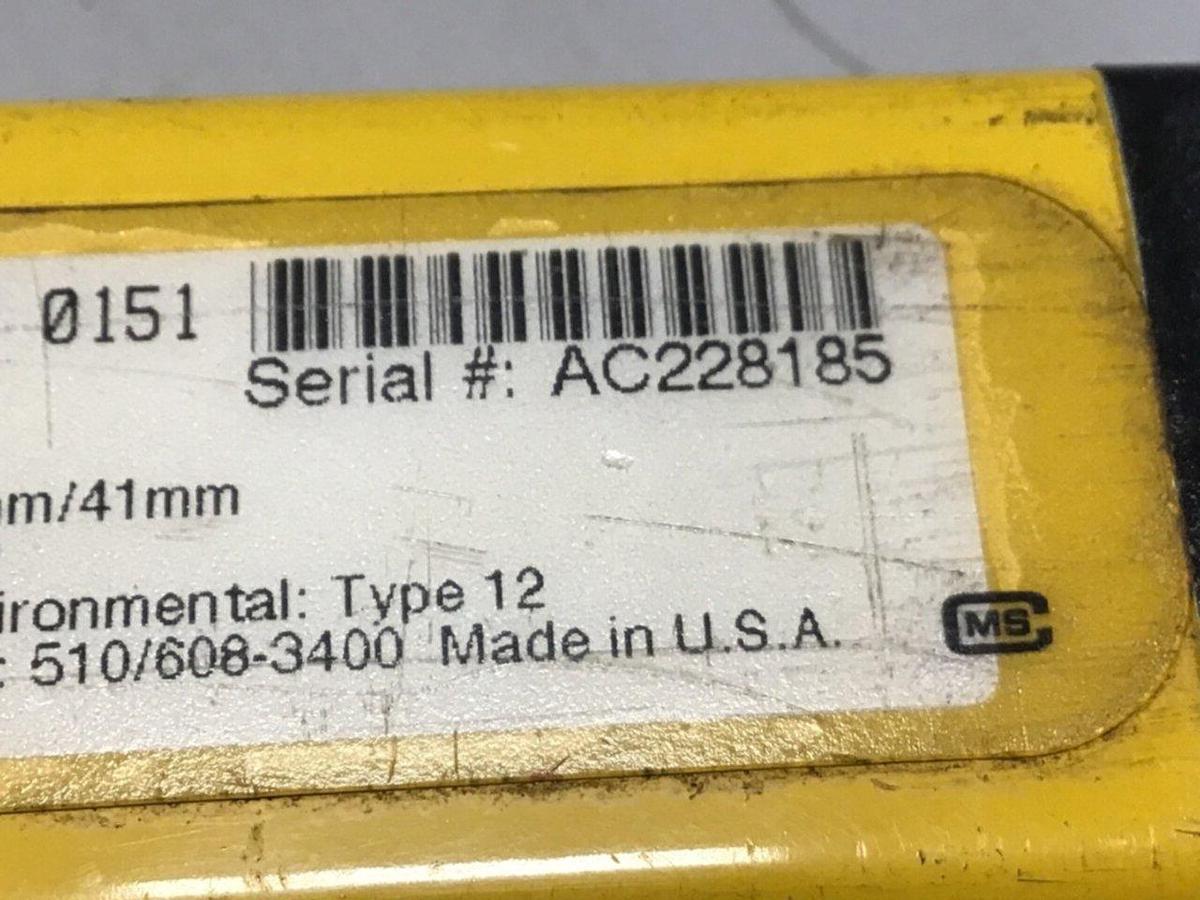 0151
Serial #: AC228185
m/41mm
ironmental: Type 12
: 510/608-3400 Made in U.S.A.
MS